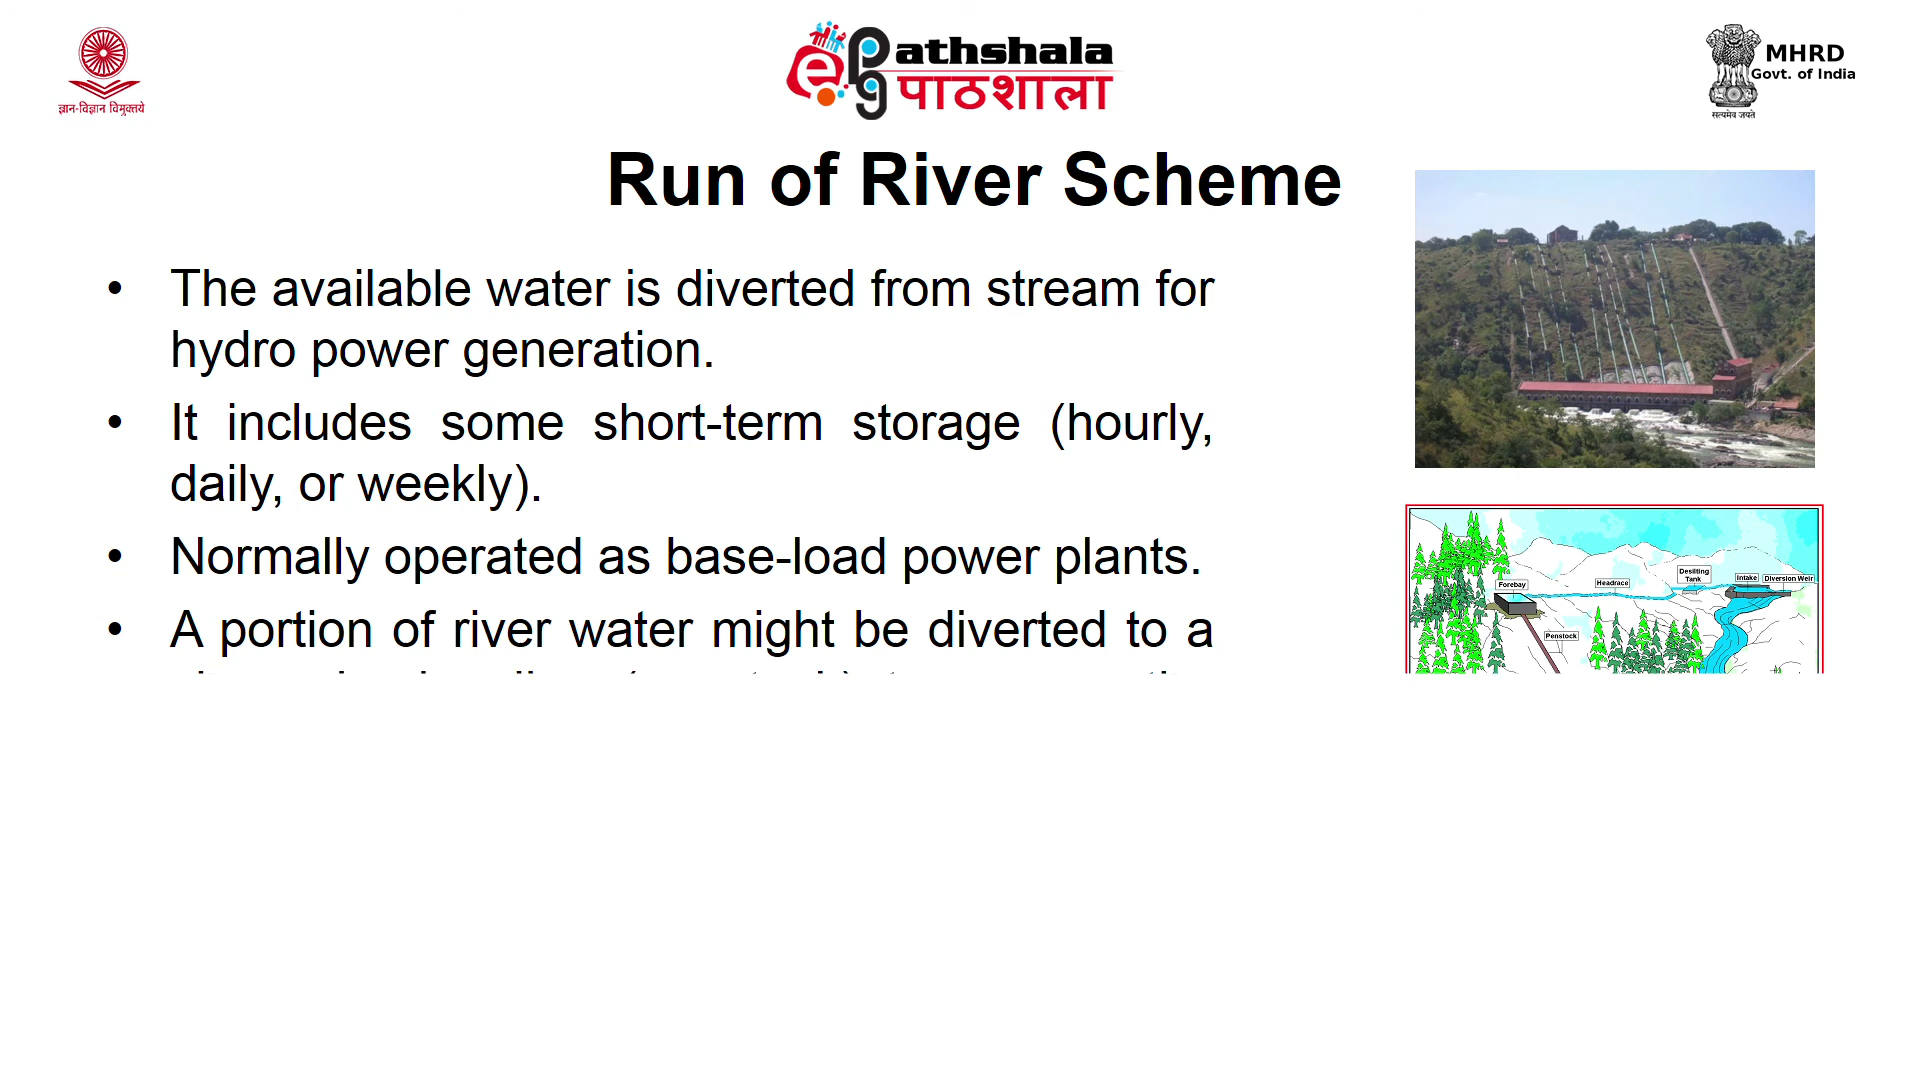 ज्ञान-विज्ञान विमुक्तये
e pg Pathshala
पाठशाला
MHRD
Govt. of India
सत्यमेव जयते
Run of River Scheme
• The available water is diverted from stream for
hydro power generation.
• It includes some short-term storage (hourly,
daily, or weekly).
• Normally operated as base-load power plants.
• A portion of river water might be diverted to a
Forebay
Headrace
Desilting
Tank
Intake
Diversion Weir
Penstock